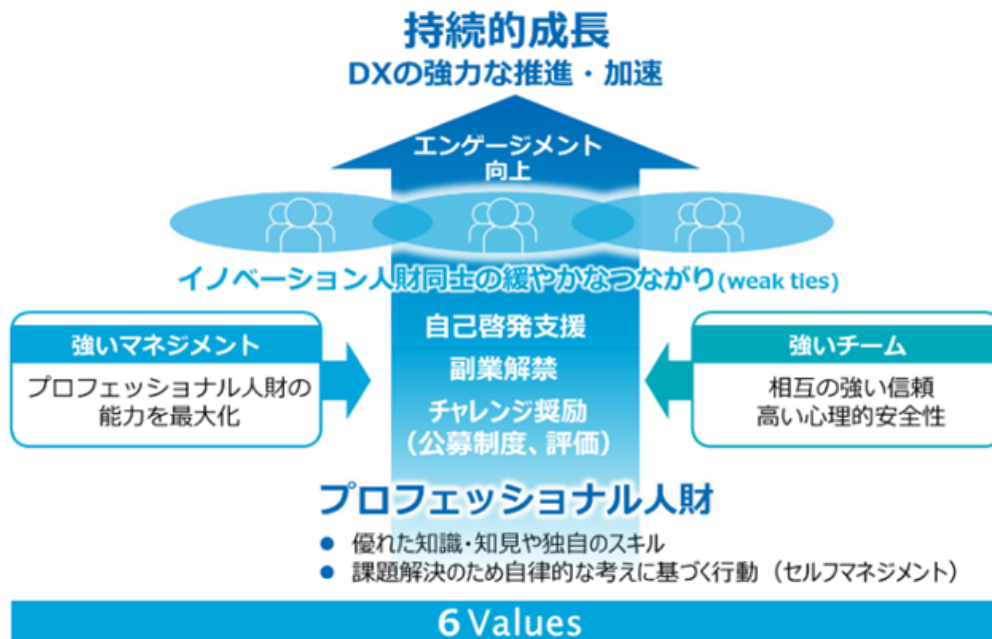 持続的成長
DXの強力な推進・加速
エンゲージメント
向上
イノベーション人財同士の緩やかなつながり(weak ties)
強いマネジメント
プロフェッショナル人財の
能力を最大化
自己啓発支援
副業解禁
チャレンジ奨励
（公募制度、評価）
強いチーム
相互の強い信頼
高い心理的安全性
プロフェッショナル人財
● 優れた知識・知見や独自のスキル
● 課題解決のため自律的な考えに基づく行動（セルフマネジメント）
6 Values